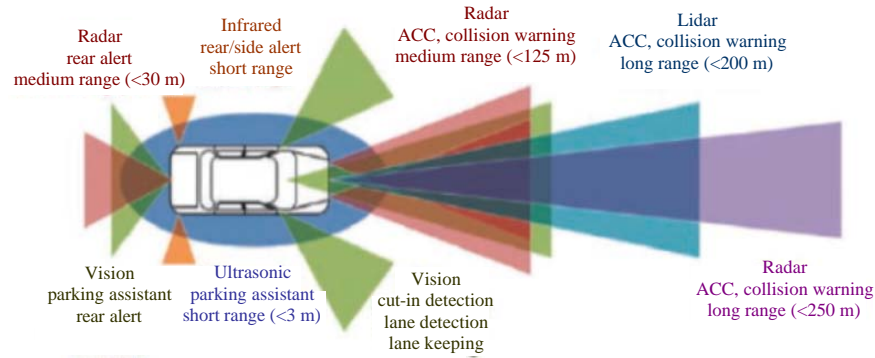 Radar
rear alert
medium range (<30 m)
Infrared
rear/side alert
short range
Radar
ACC, collision warning
medium range (<125 m)
Lidar
ACC, collision warning
long range (<200 m)
Vision
parking assistant
rear alert
Ultrasonic
parking assistant
short range (<3 m)
Vision
cut-in detection
lane detection
lane keeping
Radar
ACC, collision warning
long range (<250 m)